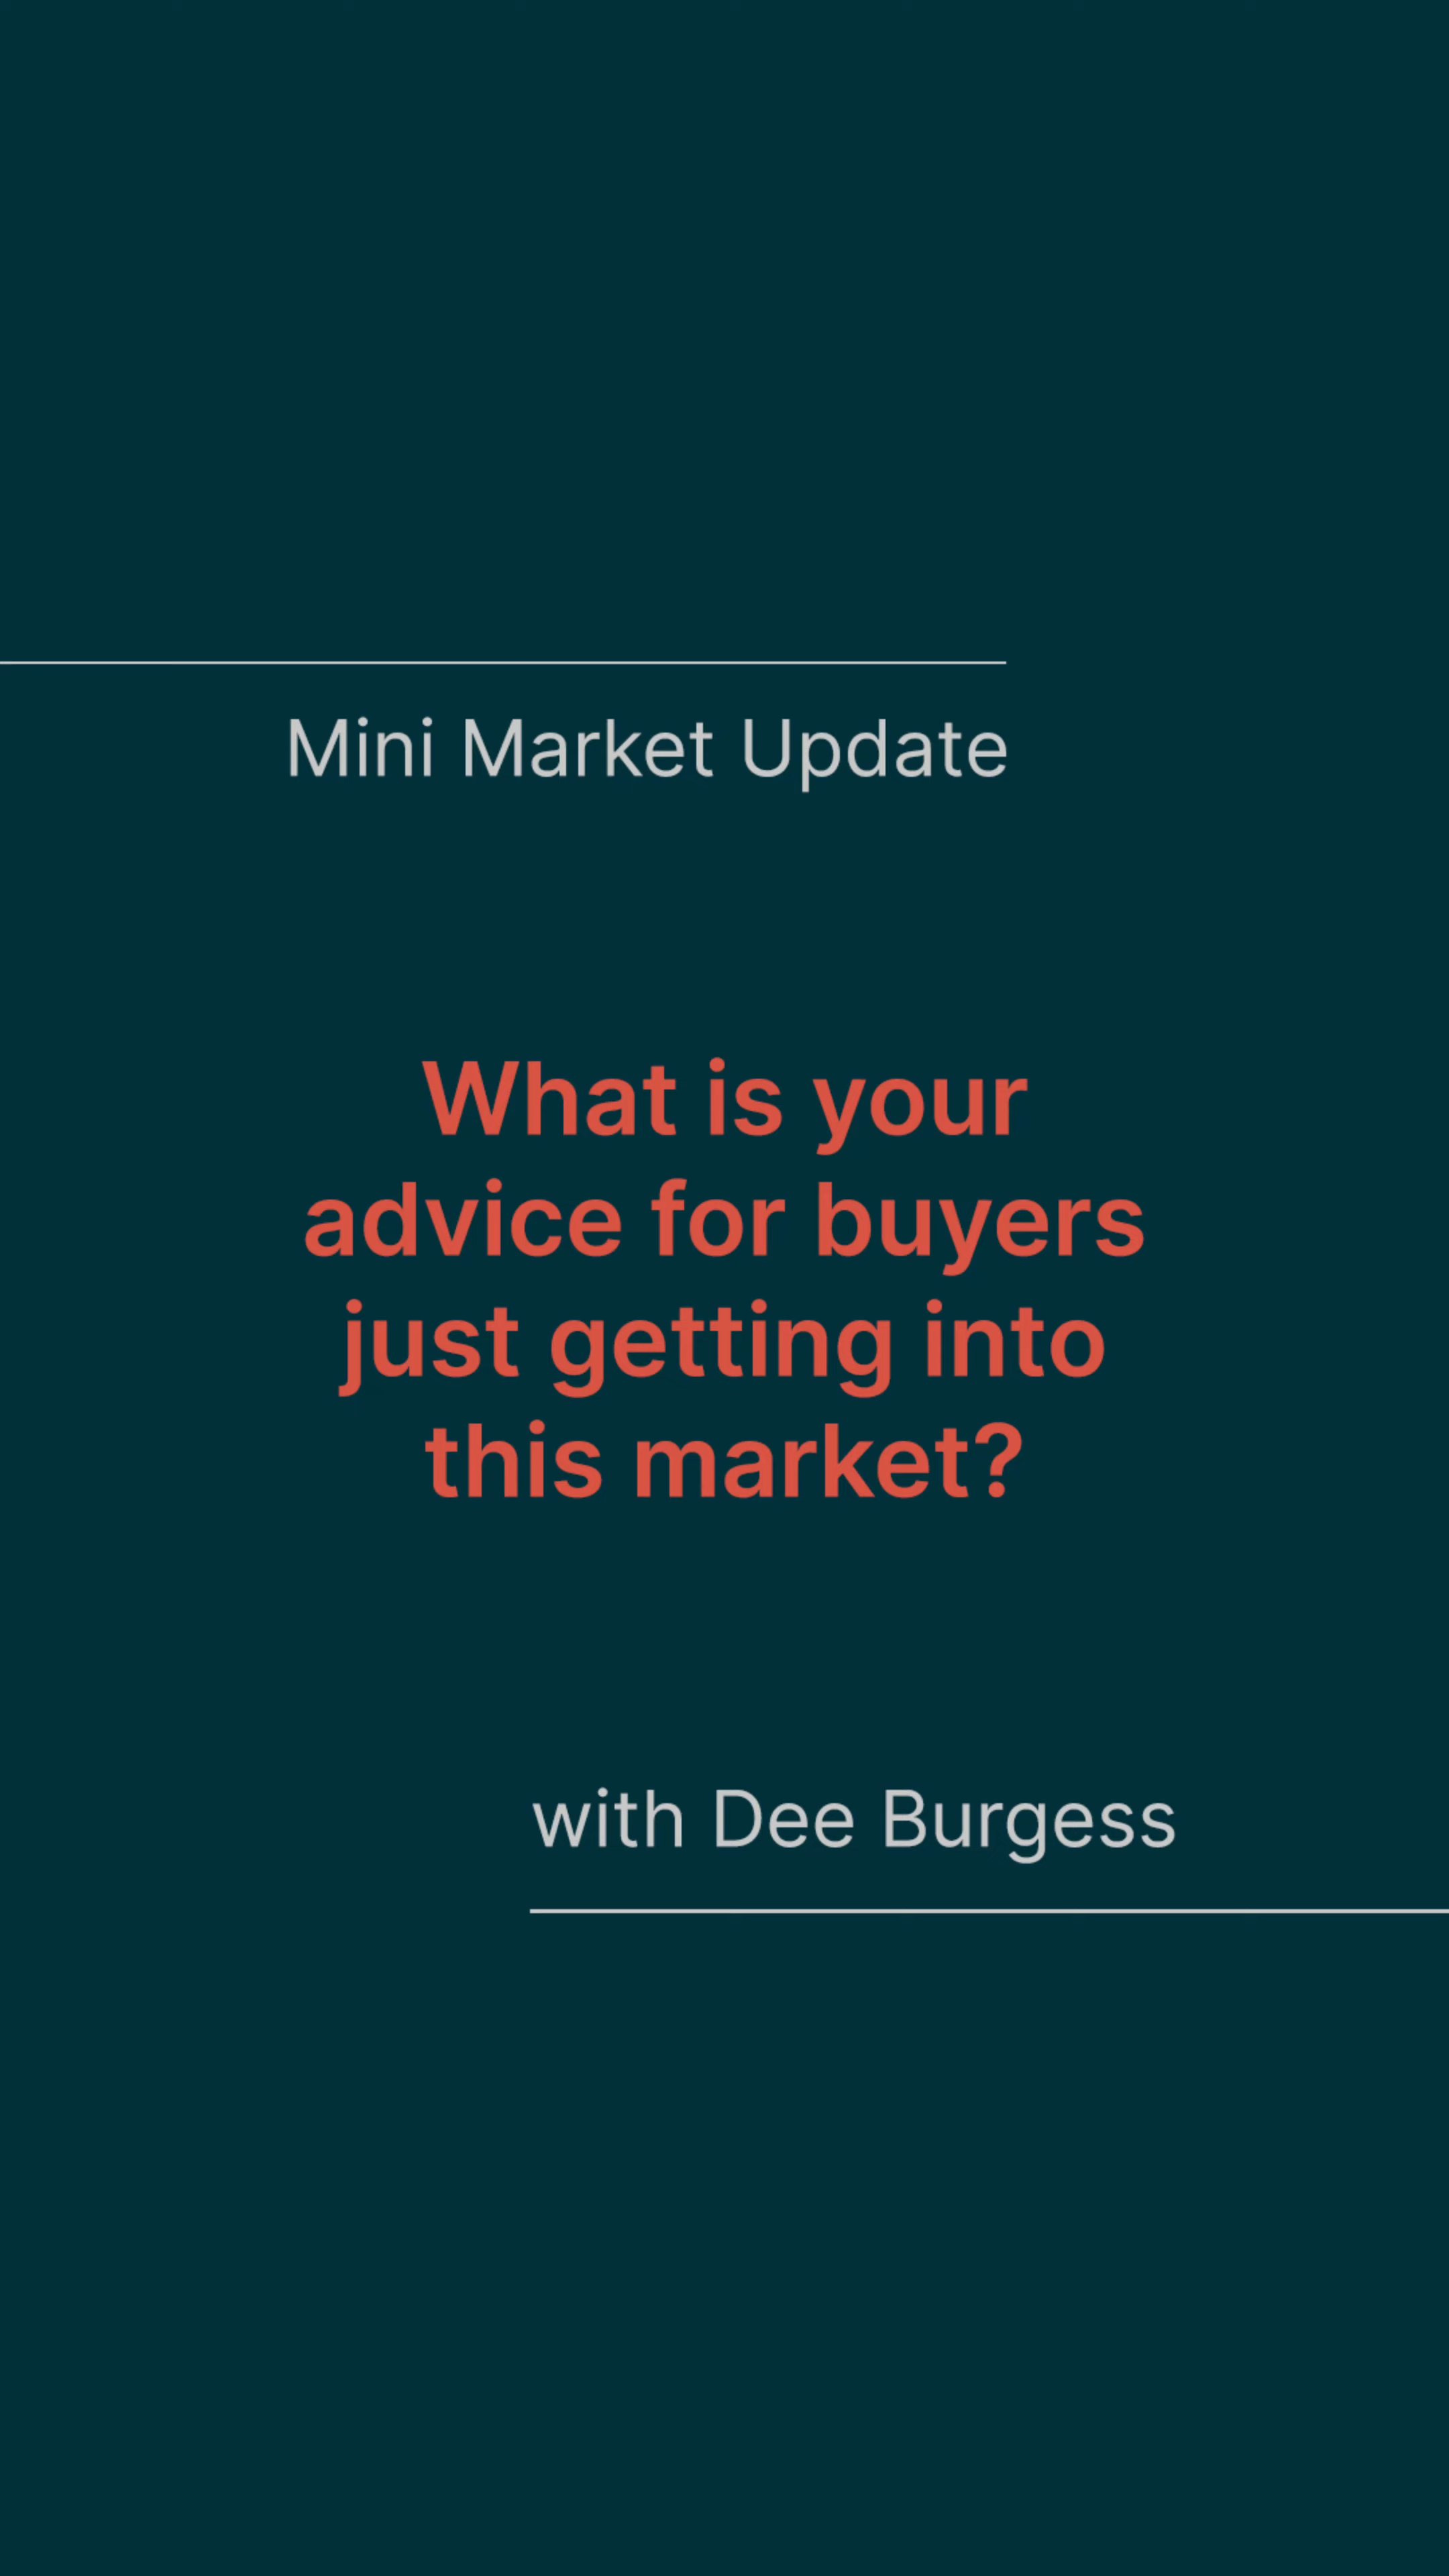 Mini Market Update
What is your
advice for buyers
just getting into
this market?
with Dee Burgess